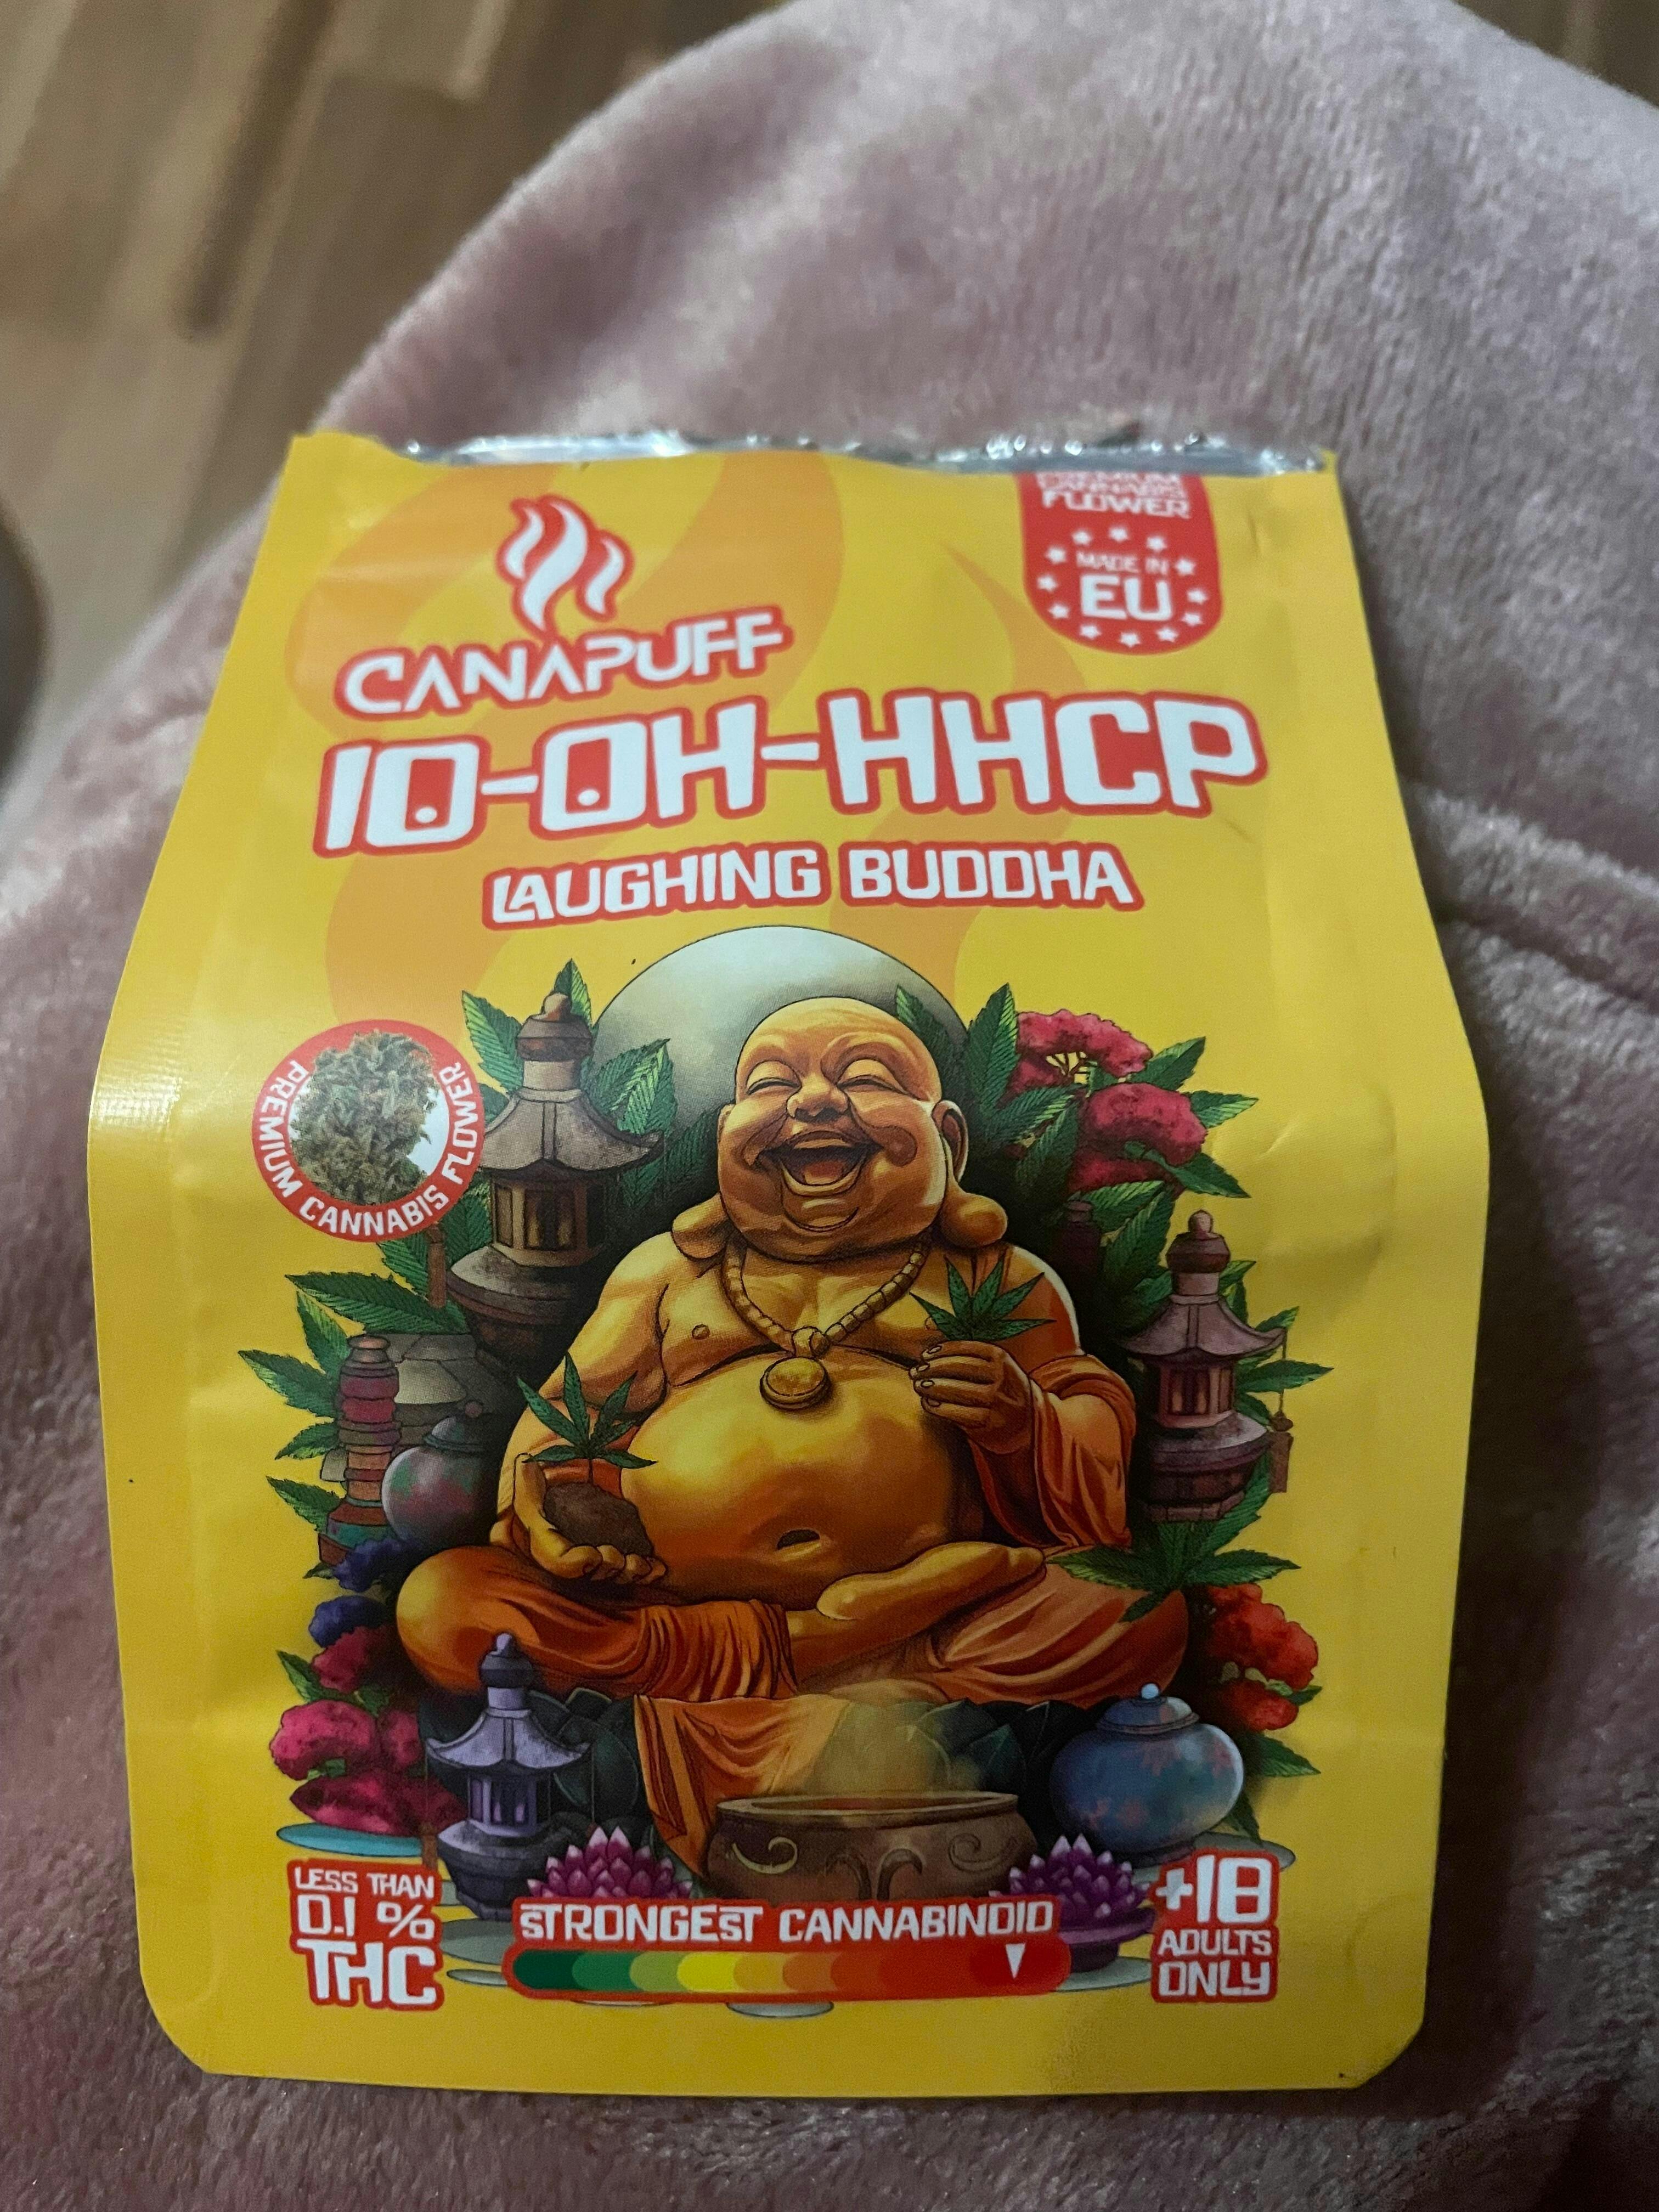 PREMIUM
CANNABIS
FLOWER
MADE IN
EU
CANAPUFF
10-OH-HHCP
LAUGHING BUDDHA
PREMIUM CANNABIS FLOWER
LESS THAN
0.1 %
THC
STRONGEST CANNABINOID
+18
ADULTS
ONLY